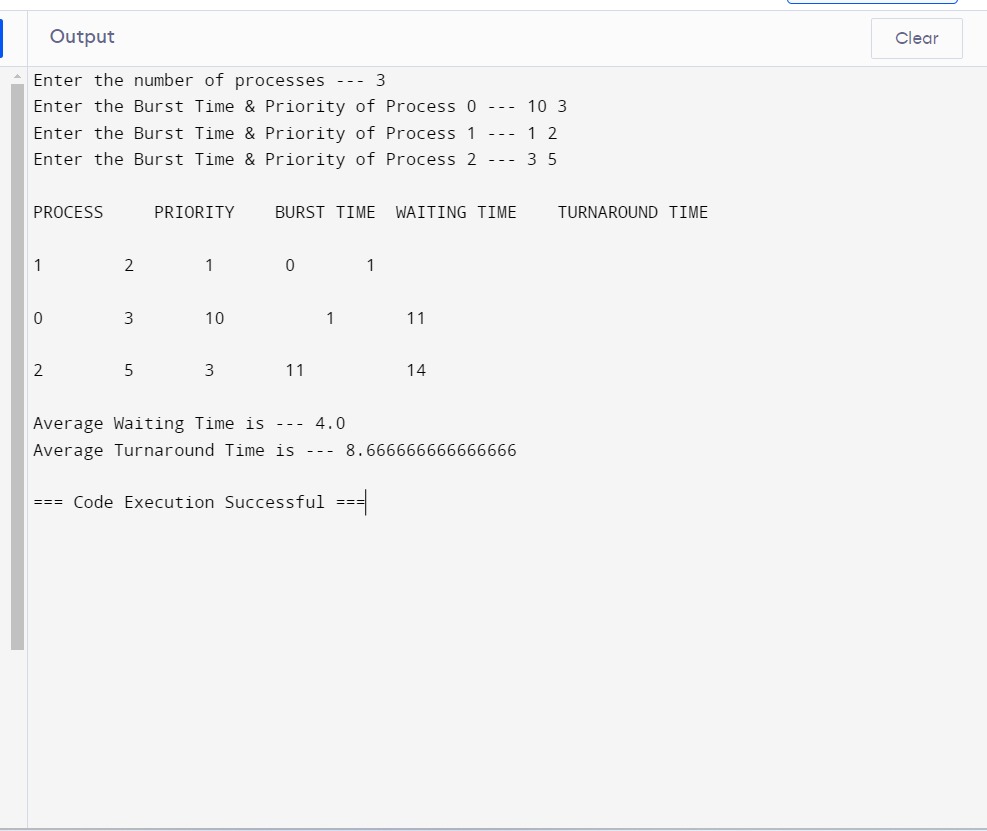 Output
Clear
Enter the number of processes --- 3
Enter the Burst Time & Priority of Process 0 --- 10 3
Enter the Burst Time & Priority of Process 1 --- 1 2
Enter the Burst Time & Priority of Process 2 --- 3 5
PROCESS PRIORITY BURST TIME WAITING TIME TURNAROUND TIME
1 2 1 0 1
0 3 10 1 11
2 5 3 11 14
Average Waiting Time is --- 4.0
Average Turnaround Time is --- 8.666666666666666
=== Code Execution Successful ===